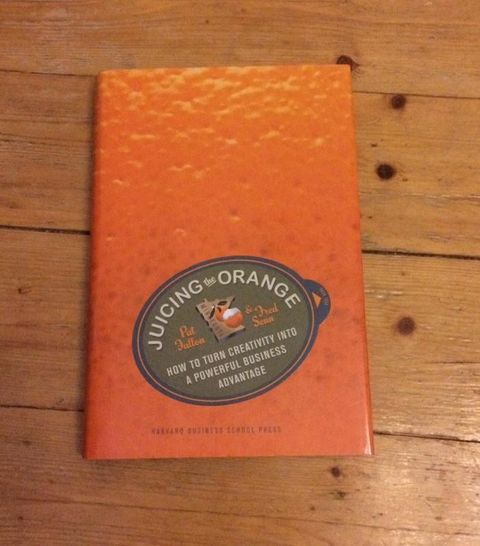 JUICING the ORANGE
Pat Fallon & Fred Senn
HOW TO TURN CREATIVITY INTO
A POWERFUL BUSINESS
ADVANTAGE
HARVARD BUSINESS SCHOOL PRESS